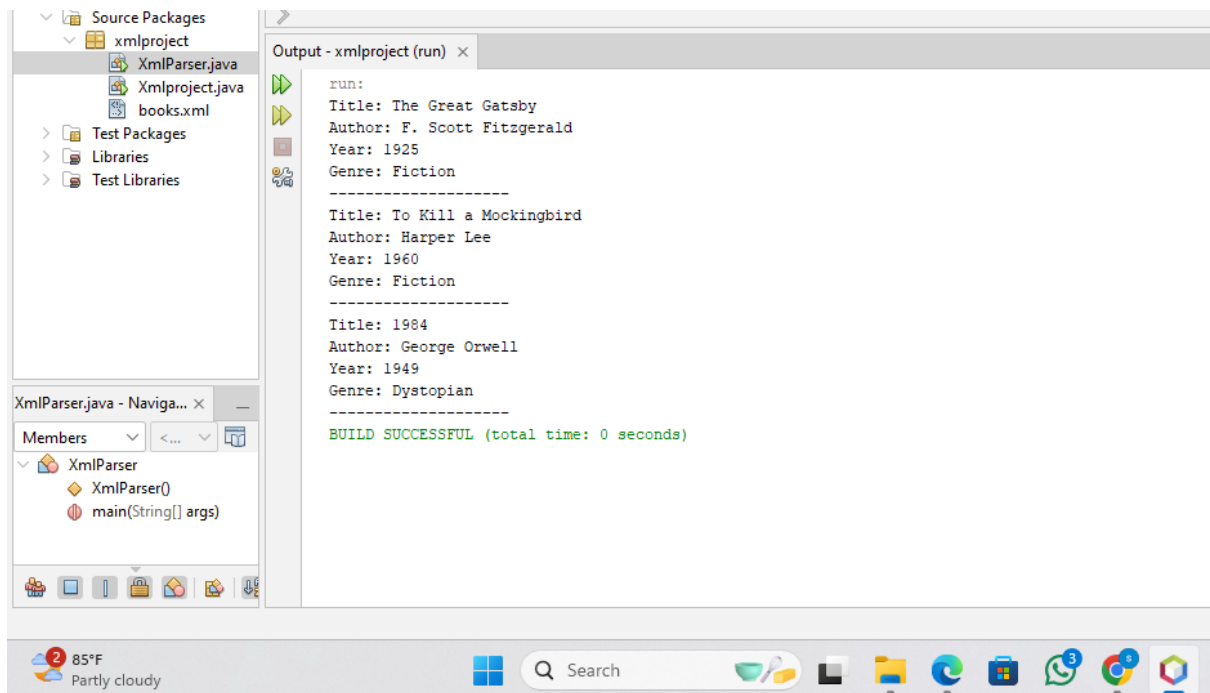 Source Packages
xmlproject
XmlParser.java
Xmlproject.java
books.xml
Test Packages
Libraries
Test Libraries
XmlParser.java - Naviga...
Members
<...
XmlParser
XmlParser()
main(String[] args)
Output - xmlproject (run)
run:
Title: The Great Gatsby
Author: F. Scott Fitzgerald
Year: 1925
Genre: Fiction
--------------------
Title: To Kill a Mockingbird
Author: Harper Lee
Year: 1960
Genre: Fiction
--------------------
Title: 1984
Author: George Orwell
Year: 1949
Genre: Dystopian
--------------------
BUILD SUCCESSFUL (total time: 0 seconds)
2
85°F
Partly cloudy
Search
3
s